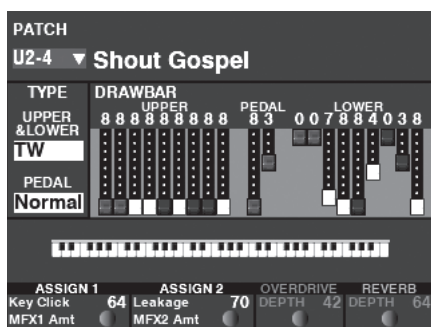 PATCH
U2-4 ▼ Shout Gospel
TYPE DRAWBAR
UPPER PEDAL LOWER
UPPER &LOWER
8 8 8 8 8 8 8 8 8 8 3 0 0 7 8 8 4 0 3 8
TW
PEDAL
Normal
ASSIGN 1 ASSIGN 2 OVERDRIVE REVERB
Key Click 64 Leakage 70 DEPTH 42 DEPTH 64
MFX1 Amt MFX2 Amt